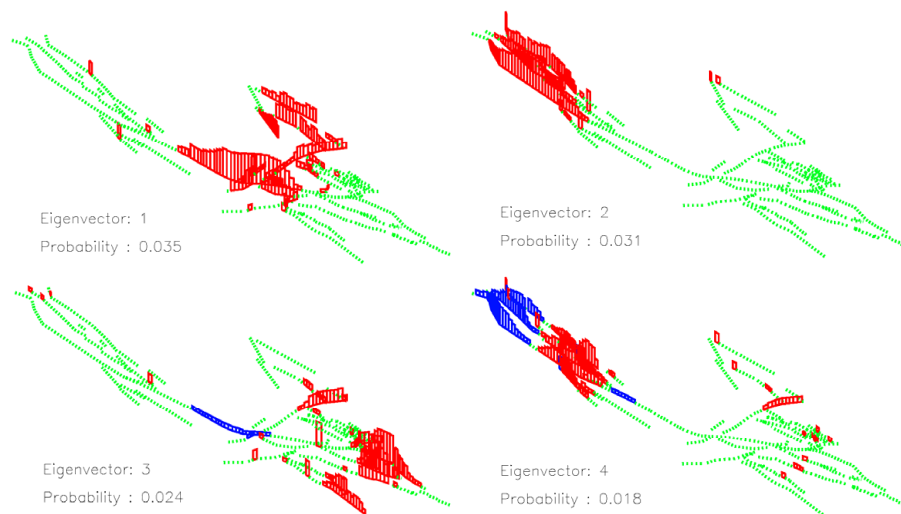 Eigenvector: 1
Probability : 0.035
Eigenvector: 2
Probability : 0.031
Eigenvector: 3
Probability : 0.024
Eigenvector: 4
Probability : 0.018